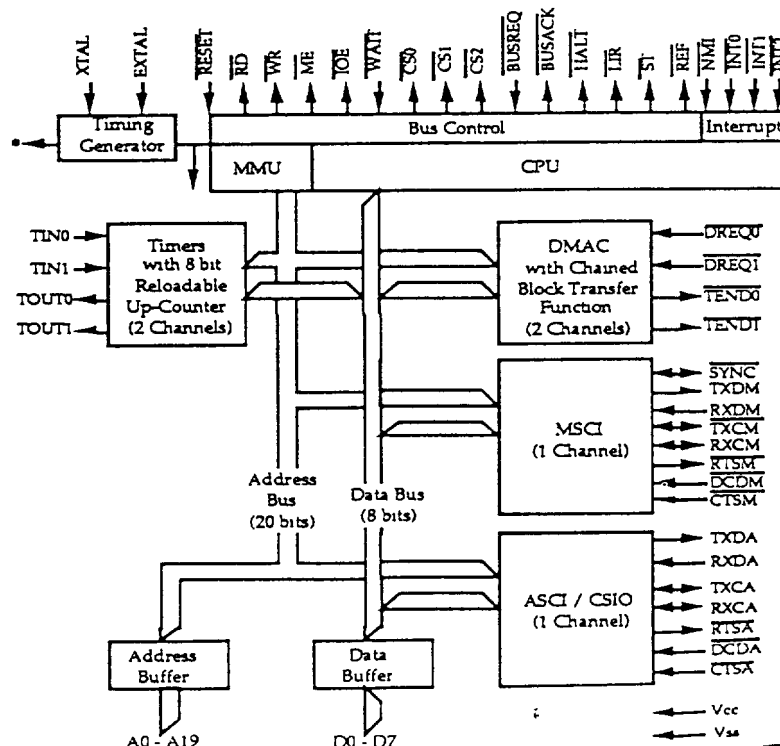 XTAL
EXTAL
RESET
RD
WR
ME
IOE
WAIT
CS0
CS1
CS2
BUSREQ
BUSACK
HALT
LIR
ST
REF
NMI
INT0
INT1
Timing
Generator
Bus Control
Interrupt
MMU
CPU
TIN0
TIN1
TOUT0
TOUT1
Timers
with 8 bit
Reloadable
Up-Counter
(2 Channels)
DMAC
with Chained
Block Transfer
Function
(2 Channels)
DREQ0
DREQ1
TEND0
TEND1
MSCI
(1 Channel)
SYNC
TXDM
RXDM
TXCM
RXCM
RTSM
DCDM
CTSM
Address
Bus
(20 bits)
Data Bus
(8 bits)
ASCI / CSIO
(1 Channel)
TXDA
RXDA
TXCA
RXCA
RTSA
DCDA
CTSA
Address
Buffer
Data
Buffer
A0 - A19
D0 - D7
Vcc
Vss